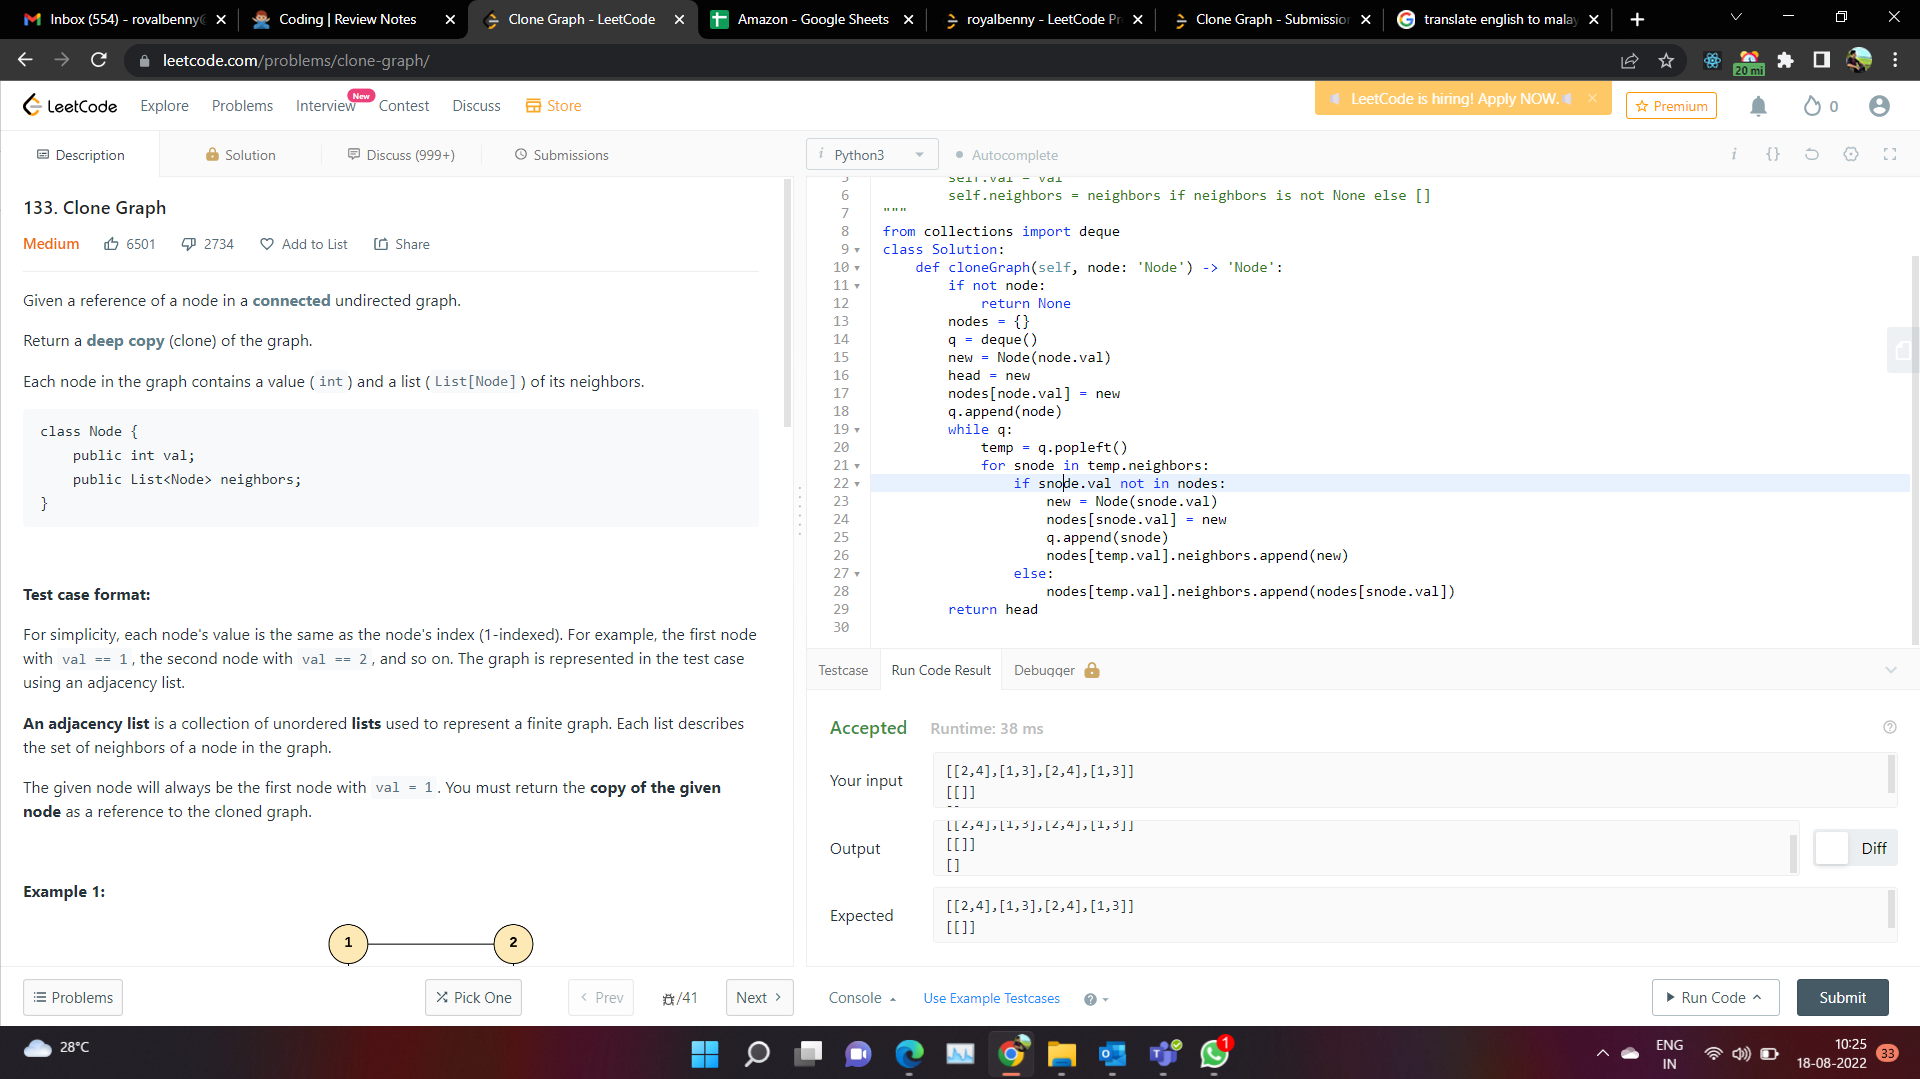 Inbox (554) - rovalbenny@
Coding | Review Notes
Clone Graph - LeetCode
Amazon - Google Sheets
royalbenny - LeetCode Pr
Clone Graph - Submission
translate english to malay
leetcode.com/problems/clone-graph/
20 mi
LeetCode
Explore
Problems
Interview
New
Contest
Discuss
Store
LeetCode is hiring! Apply NOW.
Premium
0
Description
Solution
Discuss (999+)
Submissions
i Python3
Autocomplete
133. Clone Graph
Medium
6501
2734
Add to List
Share
Given a reference of a node in a connected undirected graph.
Return a deep copy (clone) of the graph.
Each node in the graph contains a value (int) and a list (List[Node]) of its neighbors.
class Node {
    public int val;
    public List<Node> neighbors;
}
Test case format:
For simplicity, each node's value is the same as the node's index (1-indexed). For example, the first node
with val == 1, the second node with val == 2, and so on. The graph is represented in the test case
using an adjacency list.
An adjacency list is a collection of unordered lists used to represent a finite graph. Each list describes
the set of neighbors of a node in the graph.
The given node will always be the first node with val = 1. You must return the copy of the given
node as a reference to the cloned graph.
Example 1:
1
2
Problems
Pick One
Prev
/41
Next
5         self.val = val
6         self.neighbors = neighbors if neighbors is not None else []
7 """
8 from collections import deque
9 class Solution:
10     def cloneGraph(self, node: 'Node') -> 'Node':
11         if not node:
12             return None
13         nodes = {}
14         q = deque()
15         new = Node(node.val)
16         head = new
17         nodes[node.val] = new
18         q.append(node)
19         while q:
20             temp = q.popleft()
21             for snode in temp.neighbors:
22                 if snode.val not in nodes:
23                     new = Node(snode.val)
24                     nodes[snode.val] = new
25                     q.append(snode)
26                     nodes[temp.val].neighbors.append(new)
27                 else:
28                     nodes[temp.val].neighbors.append(nodes[snode.val])
29         return head
30
Testcase
Run Code Result
Debugger
Accepted
Runtime: 38 ms
Your input
[[2,4],[1,3],[2,4],[1,3]]
[[]]
Output
[[2,4],[1,3],[2,4],[1,3]]
[[]]
[]
Diff
Expected
[[2,4],[1,3],[2,4],[1,3]]
[[]]
Console
Use Example Testcases
Run Code
Submit
28°C
1
ENG
IN
10:25
18-08-2022
33